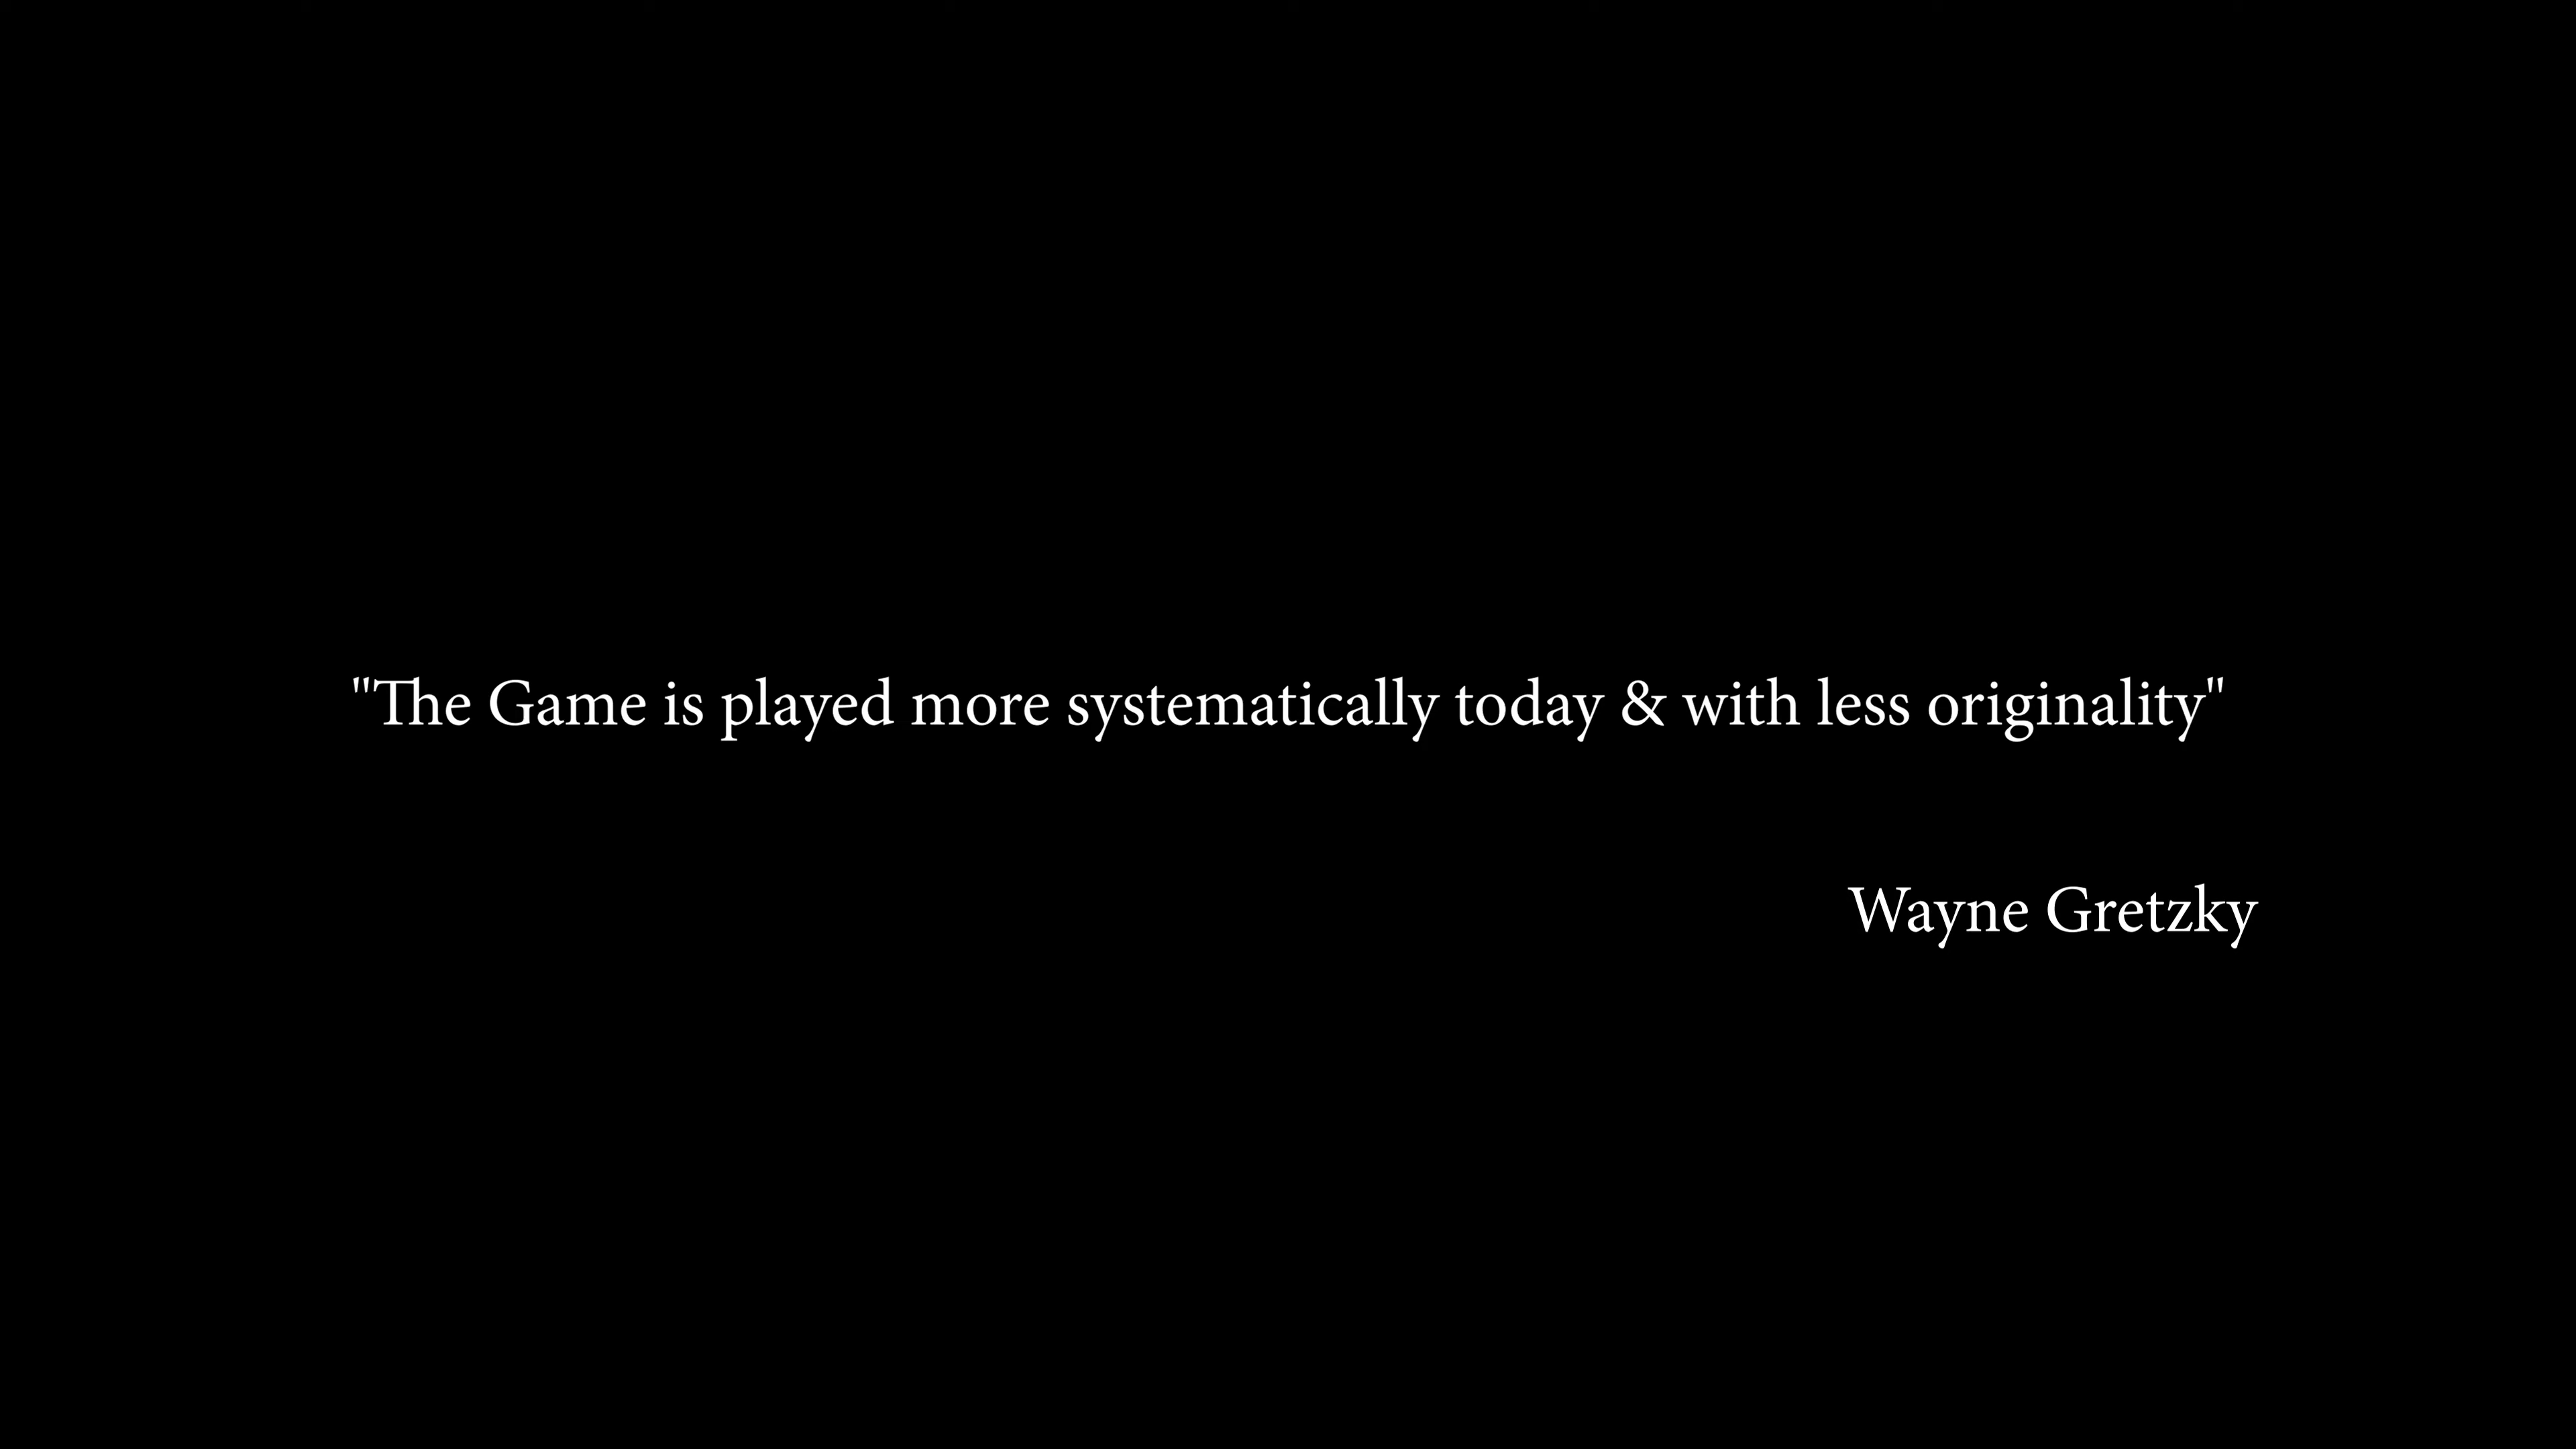 "The Game is played more systematically today & with less originality"
Wayne Gretzky